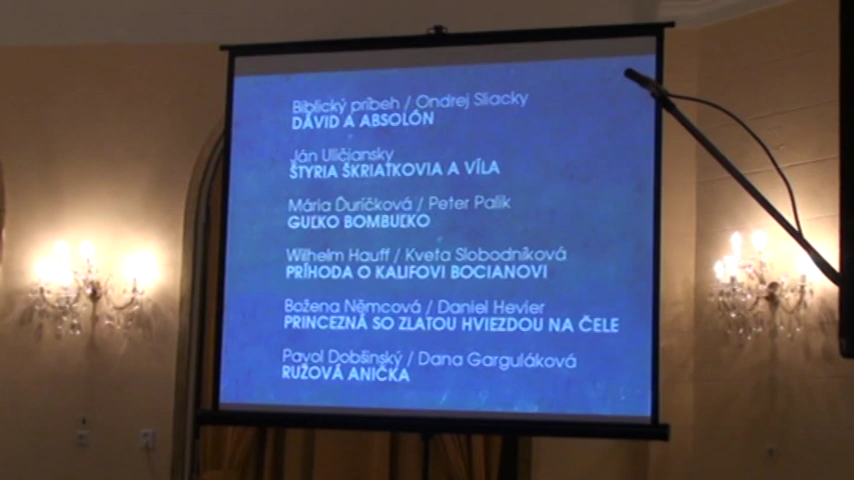 Biblický príbeh / Ondrej Sliacky
DÁVID A ABSOLÓN
Ján Uličiansky
ŠTYRIA ŠKRIATKOVIA A VÍLA
Mária Ďuríčková / Peter Palik
GUĽKO BOMBUĽKO
Wilhelm Hauff / Kveta Slobodníková
PRÍHODA O KALIFOVI BOCIANOVI
Božena Němcová / Daniel Hevier
PRINCEZNÁ SO ZLATOU HVIEZDOU NA ČELE
Pavol Dobšinský / Dana Garguláková
RUŽOVÁ ANIČKA